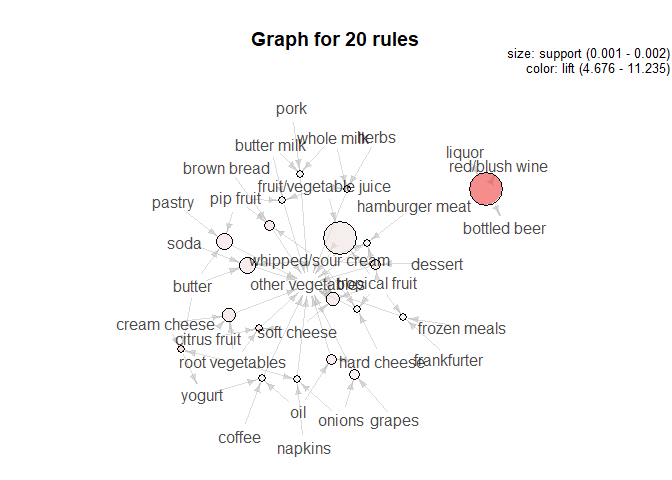 Graph for 20 rules
size: support (0.001 - 0.002)
color: lift (4.676 - 11.235)
pork
butter milk
whole milk
herbs
liquor
brown bread
red/blush wine
fruit/vegetable juice
pastry
pip fruit
hamburger meat
bottled beer
soda
whipped/sour cream
dessert
butter
other vegetables
tropical fruit
cream cheese
citrus fruit
soft cheese
frozen meals
root vegetables
hard cheese
frankfurter
yogurt
oil
onions
grapes
coffee
napkins